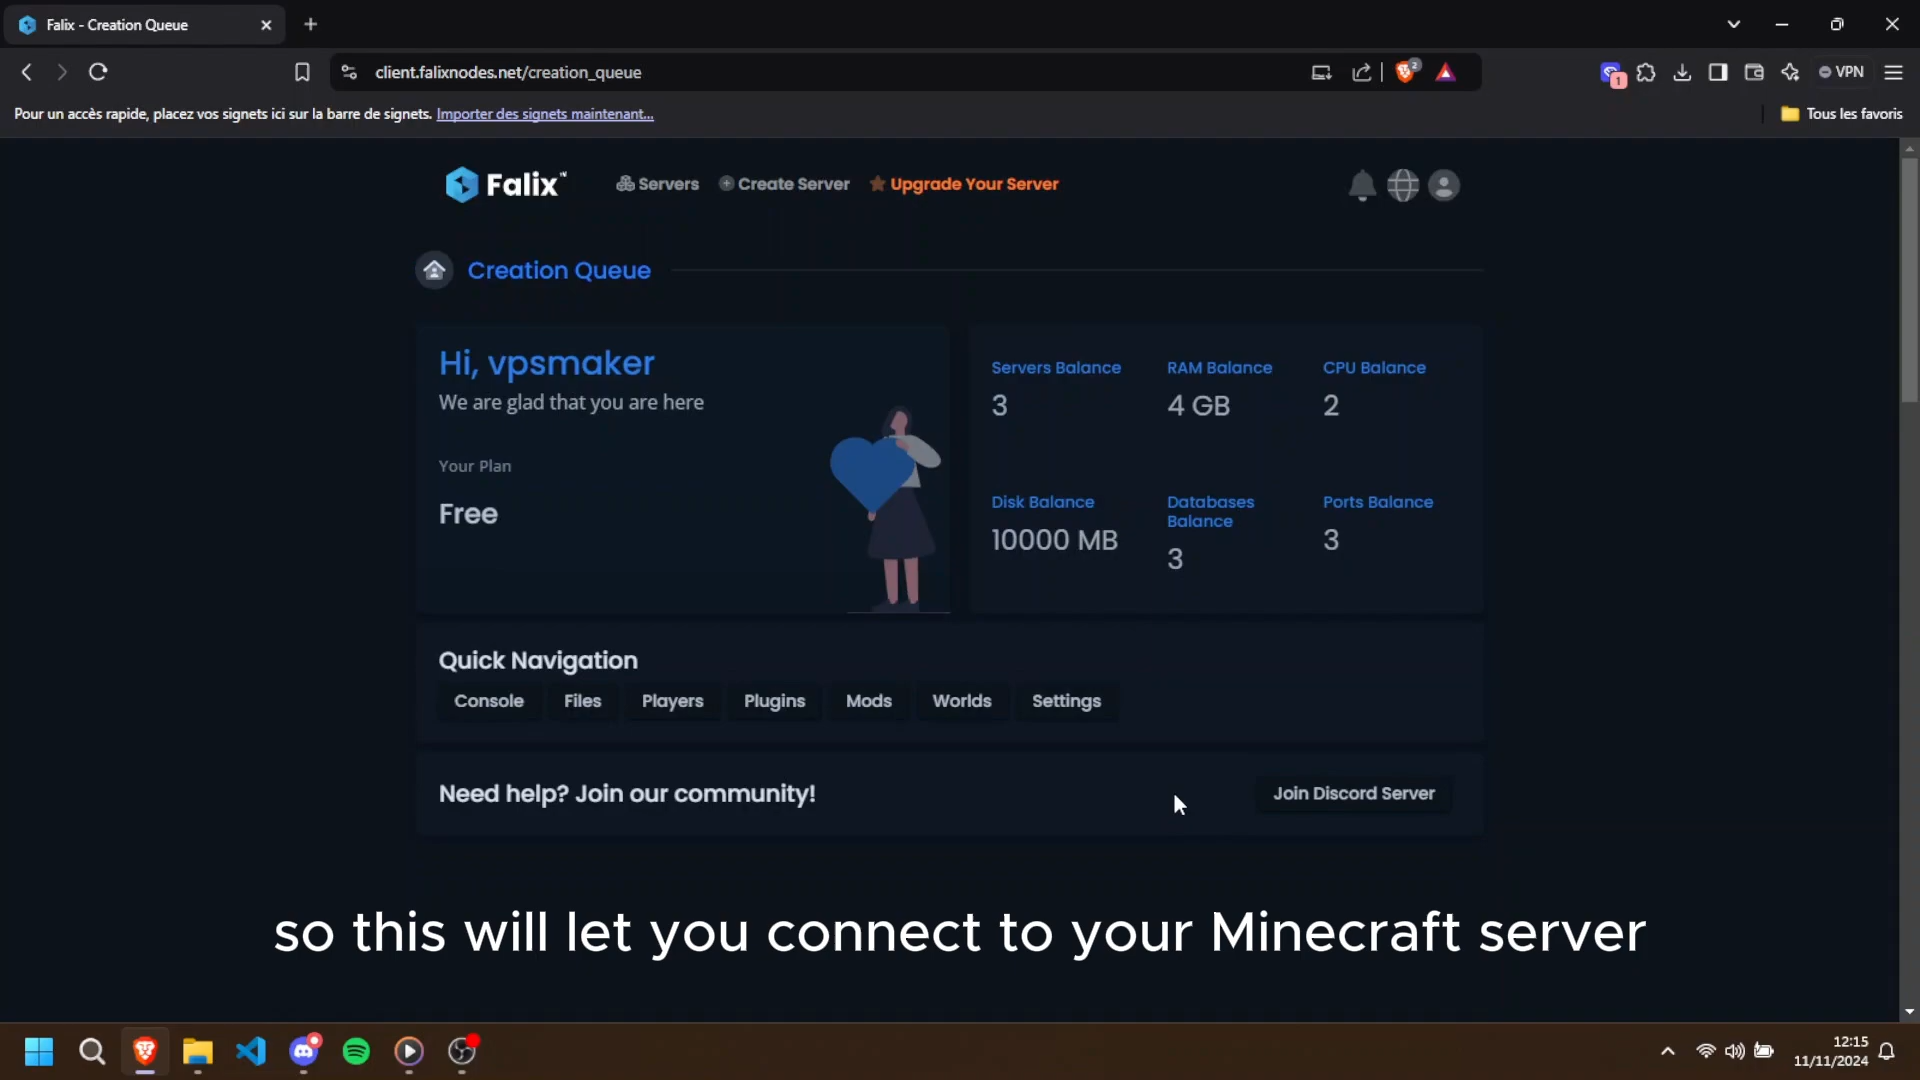 Falix - Creation Queue
client.falixnodes.net/creation_queue
2
1
VPN
Pour un accès rapide, placez vos signets ici sur la barre de signets. Importer des signets maintenant...
Tous les favoris
Falix
Servers
Create Server
Upgrade Your Server
Creation Queue
Hi, vpsmaker
We are glad that you are here
Your Plan
Free
Servers Balance
3
RAM Balance
4 GB
CPU Balance
2
Disk Balance
10000 MB
Databases
Balance
3
Ports Balance
3
Quick Navigation
Console
Files
Players
Plugins
Mods
Worlds
Settings
Need help? Join our community!
Join Discord Server
so this will let you connect to your Minecraft server
12:15
11/11/2024